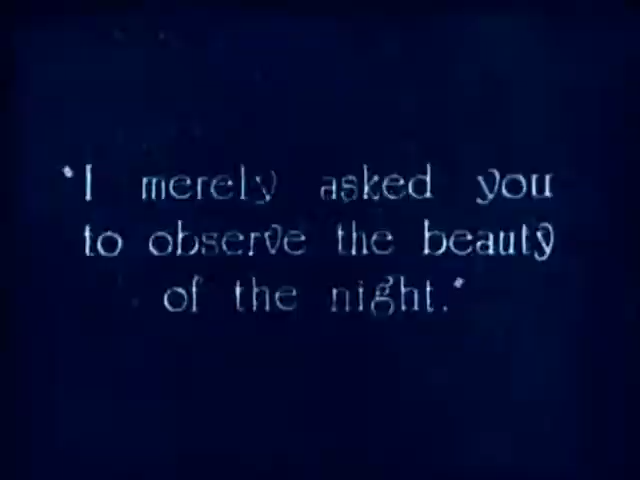 "I merely asked you
to observe the beauty
of the night."